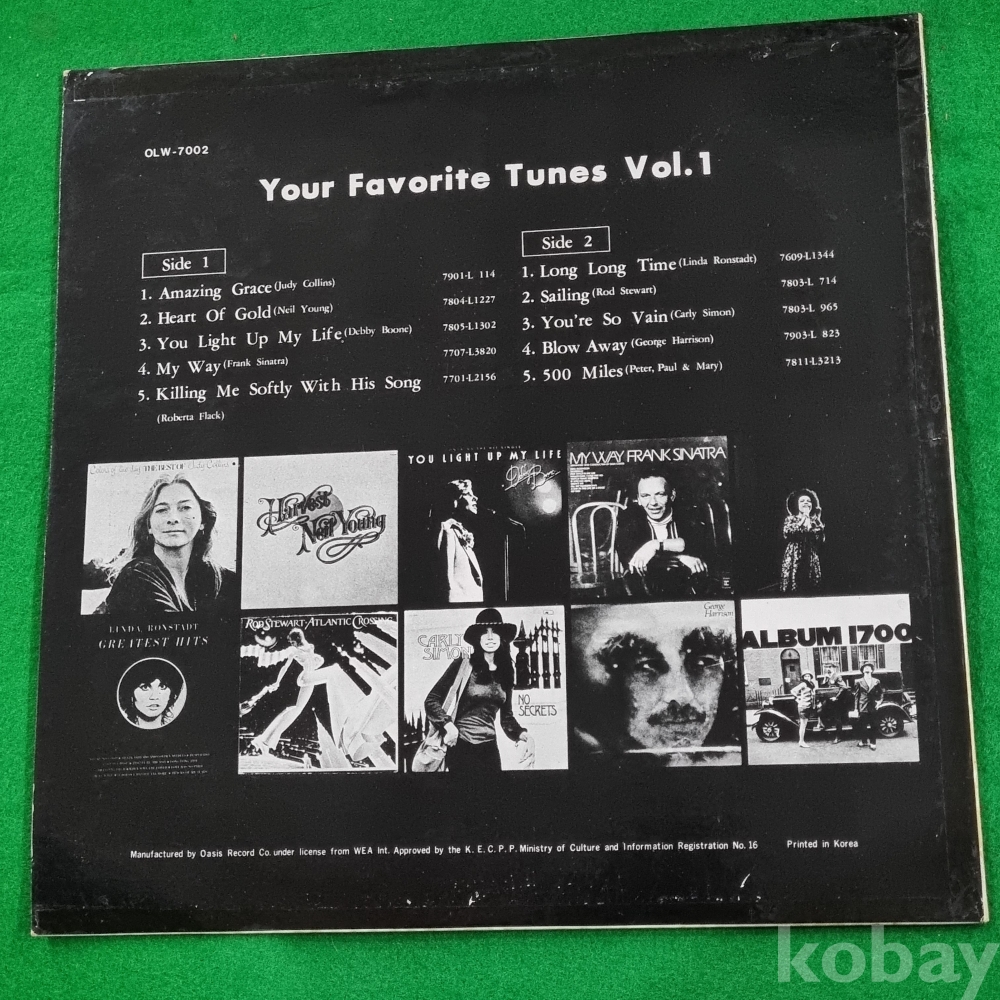 OLW-7002
Your Favorite Tunes Vol.1
Side 1
1. Amazing Grace (Judy Collins) 7901-L 114
2. Heart Of Gold (Neil Young) 7804-L1227
3. You Light Up My Life (Debby Boone) 7805-L1302
4. My Way (Frank Sinatra) 7707-L3820
5. Killing Me Softly With His Song 7701-L2156
(Roberta Flack)
Side 2
1. Long Long Time (Linda Ronstadt) 7609-L1344
2. Sailing (Rod Stewart) 7803-L 714
3. You're So Vain (Carly Simon) 7803-L 965
4. Blow Away (George Harrison) 7903-L 823
5. 500 Miles (Peter, Paul & Mary) 7811-L3213
THE BEST OF Judy Collins
Harvest
Neil Young
YOU LIGHT UP MY LIFE
MY WAY FRANK SINATRA
LINDA RONSTADT
GREATEST HITS
ROD STEWART ATLANTIC CROSSING
CARLY
SIMON
NO
SECRETS
George
Harrison
ALBUM 1700
Manufactured by Oasis Record Co. under license from WEA Int. Approved by the K. E. C. P. P. Ministry of Culture and Information Registration No. 16 Printed in Korea
kobay